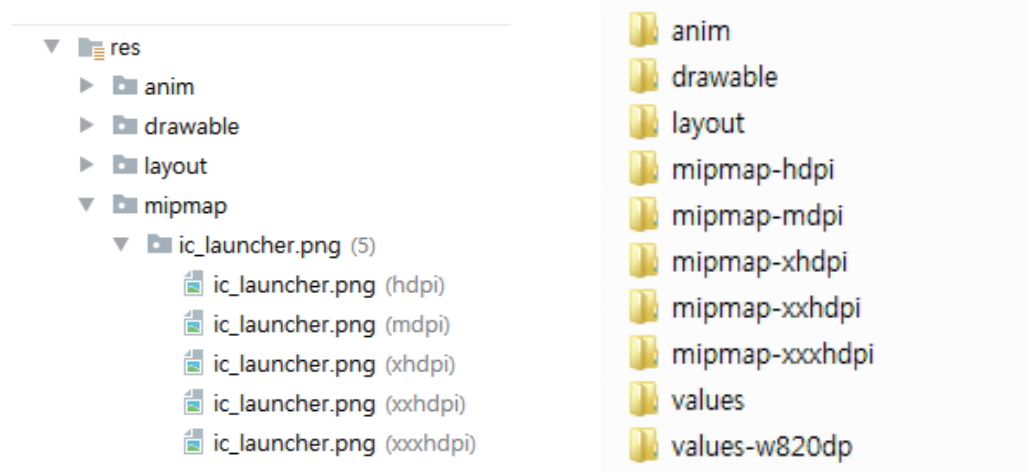 res
anim
drawable
layout
mipmap
ic_launcher.png (5)
ic_launcher.png (hdpi)
ic_launcher.png (mdpi)
ic_launcher.png (xhdpi)
ic_launcher.png (xxhdpi)
ic_launcher.png (xxxhdpi)
anim
drawable
layout
mipmap-hdpi
mipmap-mdpi
mipmap-xhdpi
mipmap-xxhdpi
mipmap-xxxhdpi
values
values-w820dp